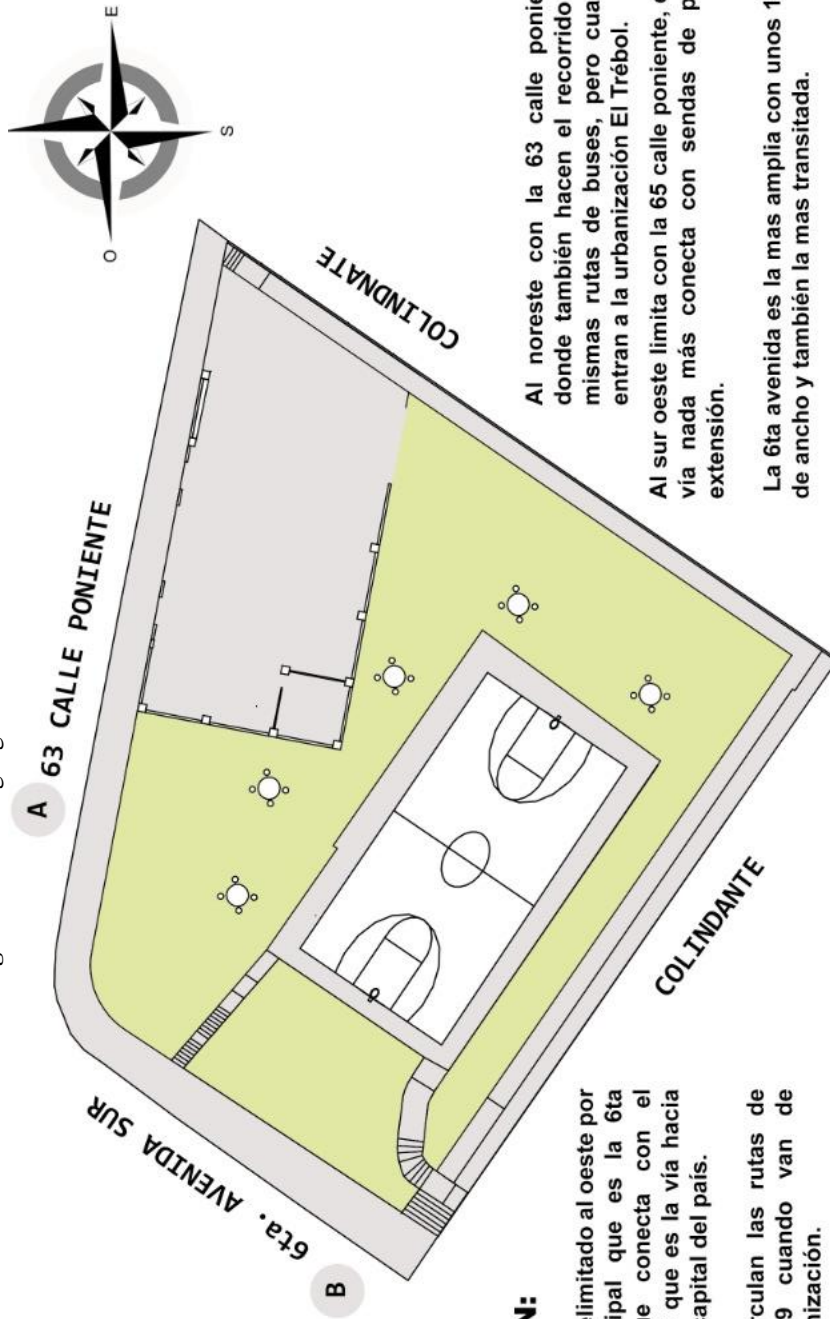 A
63 CALLE PONIENTE
6ta. AVENIDA SUR
B
COLINDNATE
COLINDANTE
O
E
S
N:
elimitado al oeste por
ipal que es la 6ta
conecta con el
que es la vía hacia
apital del país.
rculan las rutas de
9 cuando van de
nización.
Al noreste con la 63 calle ponie
donde también hacen el recorrido
mismas rutas de buses, pero cua
entran a la urbanización El Trébol.
Al sur oeste limita con la 65 calle poniente,
vía nada más conecta con sendas de p
extensión.
La 6ta avenida es la mas amplia con unos 1
de ancho y también la mas transitada.